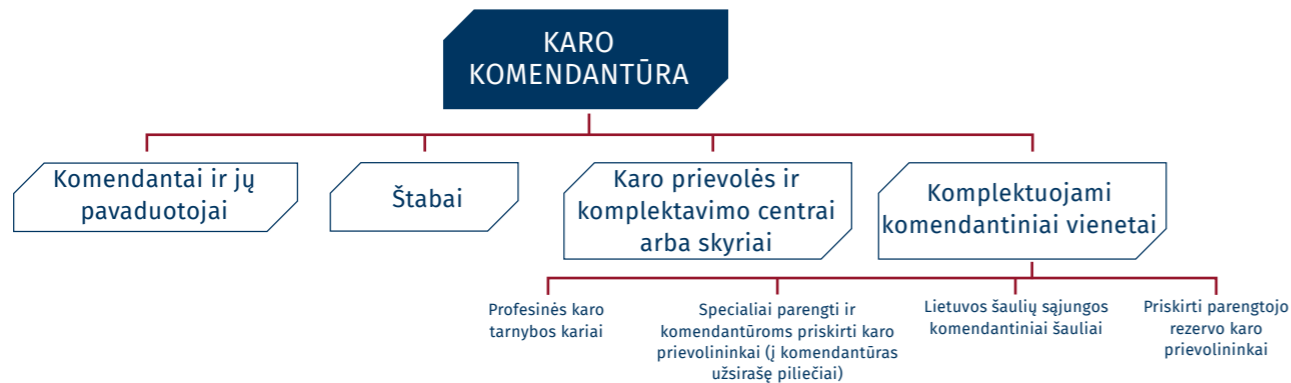 KARO
KOMENDANTŪRA
Komendantai ir jų
pavaduotojai
Štabai
Karo prievolės ir
komplektavimo centrai
arba skyriai
Komplektuojami
komendantiniai vienetai
Profesinės karo
tarnybos kariai
Specialiai parengti ir
komendantūroms priskirti karo
prievolininkai (į komendantūras
užsirašę piliečiai)
Lietuvos šaulių sąjungos
komendantiniai šauliai
Priskirti parengtojo
rezervo karo
prievolininkai